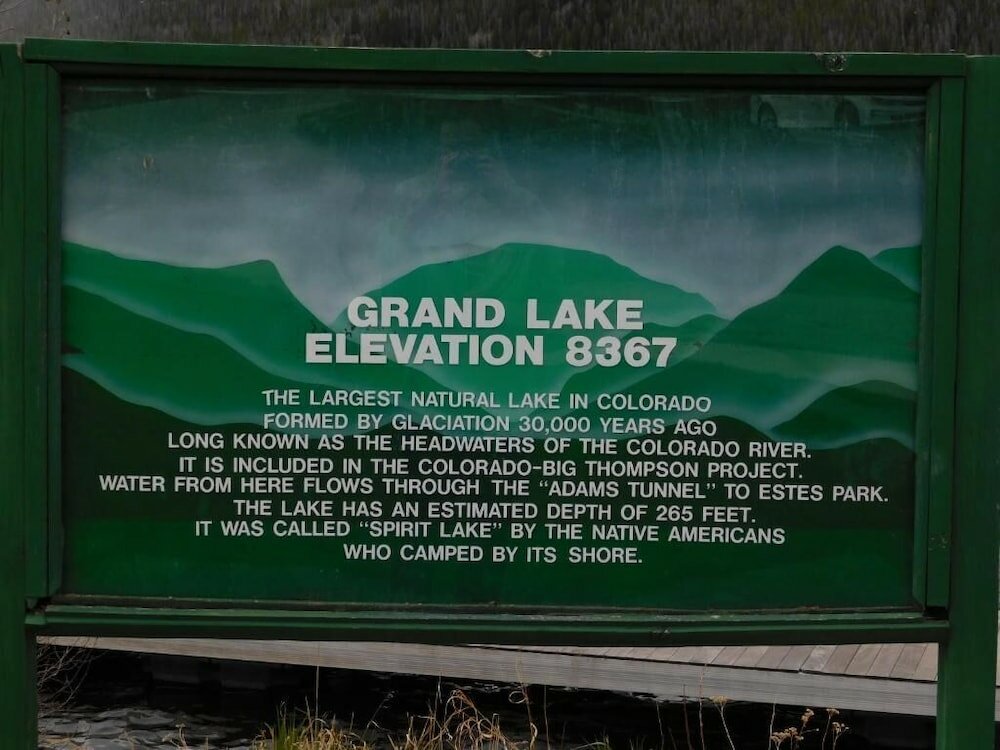 GRAND LAKE
ELEVATION 8367
THE LARGEST NATURAL LAKE IN COLORADO
FORMED BY GLACIATION 30,000 YEARS AGO
LONG KNOWN AS THE HEADWATERS OF THE COLORADO RIVER.
IT IS INCLUDED IN THE COLORADO-BIG THOMPSON PROJECT.
WATER FROM HERE FLOWS THROUGH THE “ADAMS TUNNEL” TO ESTES PARK.
THE LAKE HAS AN ESTIMATED DEPTH OF 265 FEET.
IT WAS CALLED “SPIRIT LAKE” BY THE NATIVE AMERICANS
WHO CAMPED BY ITS SHORE.